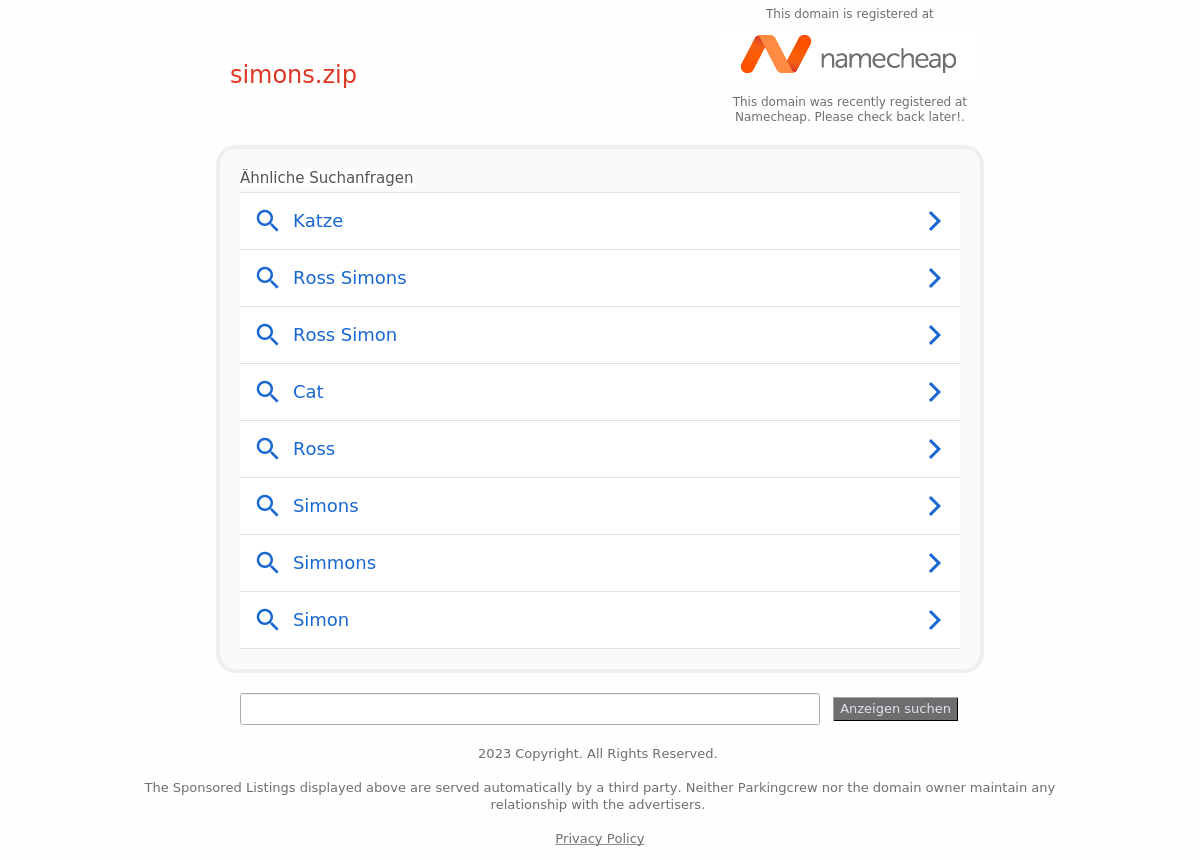 This domain is registered at
namecheap
simons.zip
This domain was recently registered at
Namecheap. Please check back later!.
Ähnliche Suchanfragen
Katze
Ross Simons
Ross Simon
Cat
Ross
Simons
Simmons
Simon
Anzeigen suchen
2023 Copyright. All Rights Reserved.
The Sponsored Listings displayed above are served automatically by a third party. Neither Parkingcrew nor the domain owner maintain any
relationship with the advertisers.
Privacy Policy